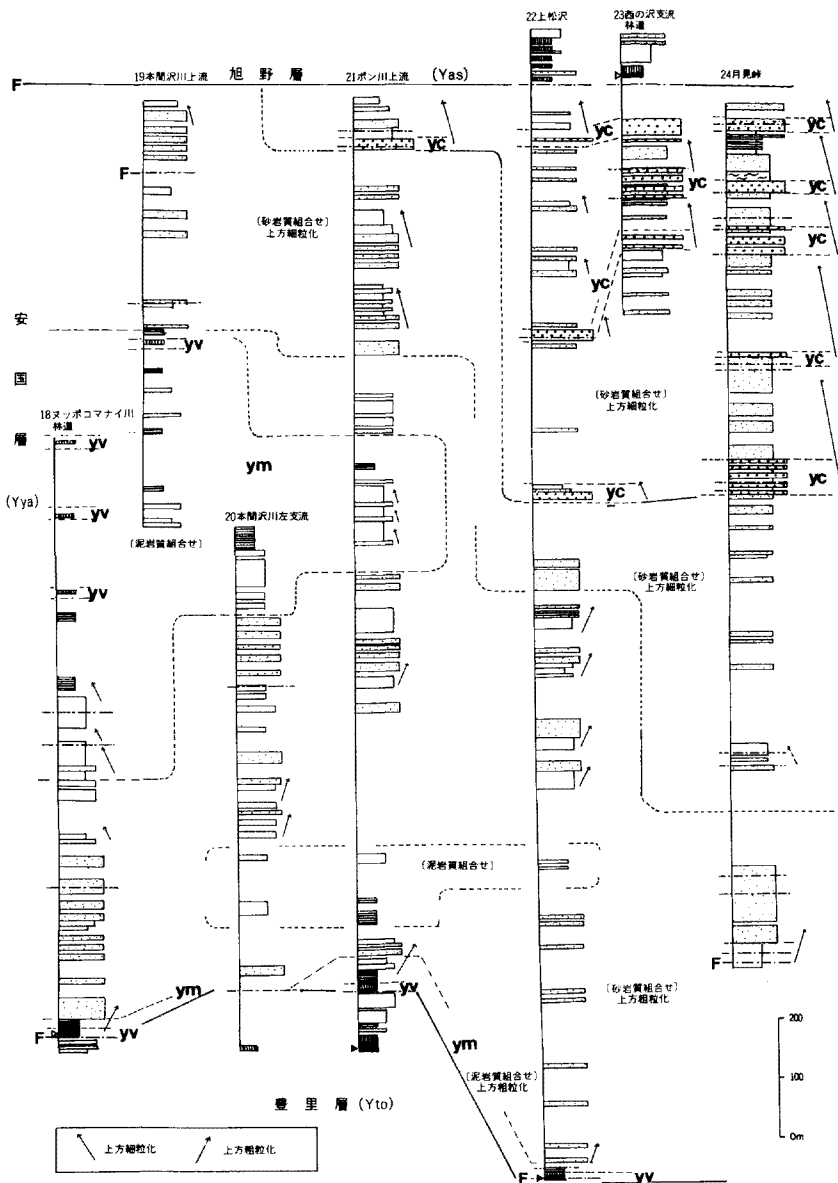 22上松沢
23西の沢支流
林道
F
19本間沢川上流
旭野層
21ポン川上流
(Yas)
24月見峠
yc
yc
yc
yc
yc
yc
F
(砂岩質組合せ)
上方細粒化
yc
yc
安国層
(Yya)
yv
18ヌッポコマナイ川
林道
yv
ym
(砂岩質組合せ)
上方細粒化
yc
yc
yc
yv
(泥岩質組合せ)
20本間沢川左支流
yv
(砂岩質組合せ)
上方細粒化
(泥岩質組合せ)
F
ym
yv
F
yv
ym
(砂岩質組合せ)
上方粗粒化
(泥岩質組合せ)
上方粗粒化
200
100
0m
豊里層(Yto)
上方細粒化
上方粗粒化
F
yv